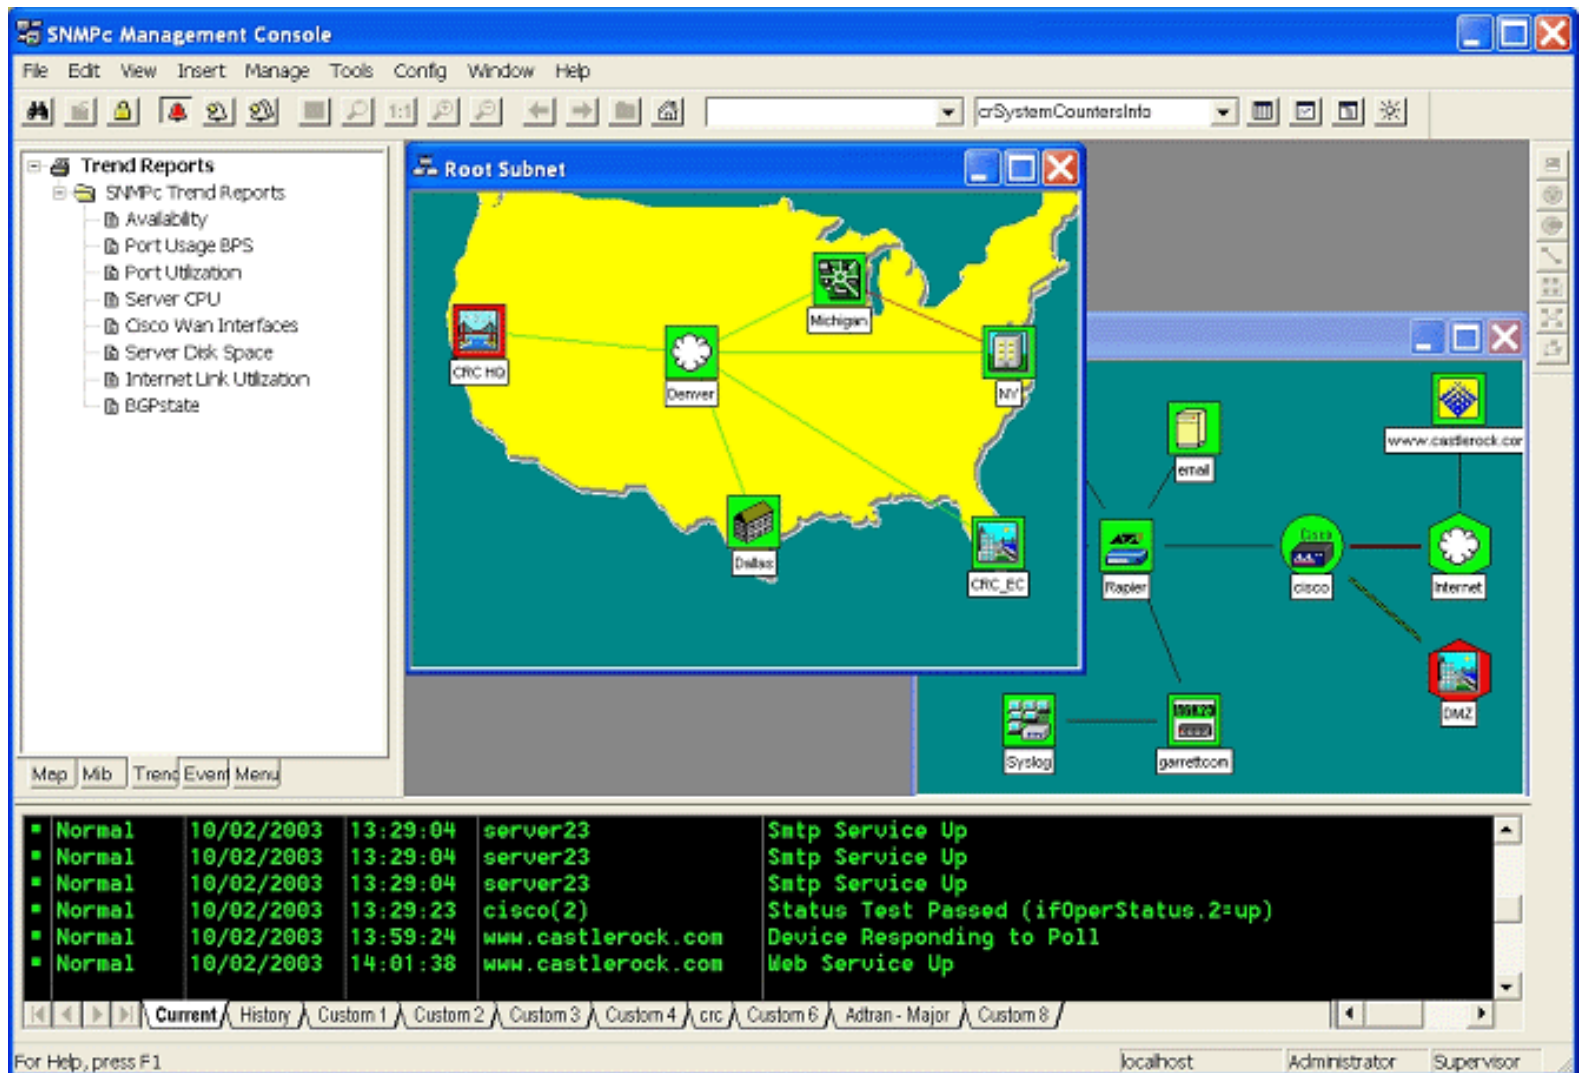 SNMPc Management Console
File Edit View Insert Manage Tools Config Window Help
1:1 crSystemCountersInfo
Trend Reports
SNMPc Trend Reports
Availability
Port Usage BPS
Port Utilization
Server CPU
Cisco Wan Interfaces
Server Disk Space
Internet Link Utilization
BGPstate
Map Mib Trend Event Menu
Root Subnet
Michigan
CRC HQ
Denver
NY
Dallas
CRC_EC
email
www.castlerock.cor
Rapier
Cisco
cisco
Internet
DMZ
Syslog
garrettcom
Normal 10/02/2003 13:29:04 server23 Smtp Service Up
Normal 10/02/2003 13:29:04 server23 Smtp Service Up
Normal 10/02/2003 13:29:04 server23 Smtp Service Up
Normal 10/02/2003 13:29:23 cisco(2) Status Test Passed (ifOperStatus.2=up)
Normal 10/02/2003 13:59:24 www.castlerock.com Device Responding to Poll
Normal 10/02/2003 14:01:38 www.castlerock.com Web Service Up
Current History Custom 1 Custom 2 Custom 3 Custom 4 crc Custom 6 Adtran - Major Custom 8
For Help, press F1 localhost Administrator Supervisor